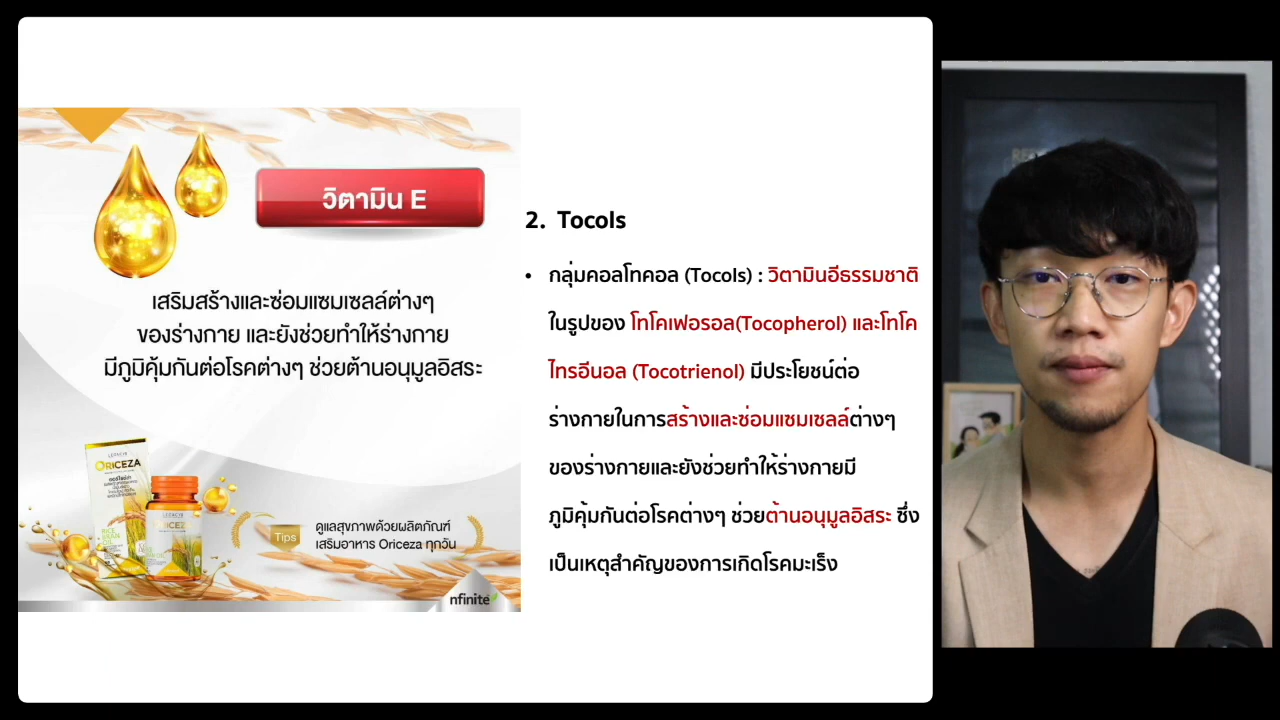 วิตามิน E
เสริมสร้างและซ่อมแซมเซลล์ต่างๆ
ของร่างกาย และยังช่วยทำให้ร่างกาย
มีภูมิคุ้มกันต่อโรคต่างๆ ช่วยต้านอนุมูลอิสระ
ORICEZA
ORICEZA
Tips
ดูแลสุขภาพด้วยผลิตภัณฑ์
เสริมอาหาร Oriceza ทุกวัน
nfinite
2. Tocols
• กลุ่มคอลโทคอล (Tocols) : วิตามินอีธรรมชาติ
ในรูปของ โทโคเฟอรอล(Tocopherol) และโทโค
ไทรอีนอล (Tocotrienol) มีประโยชน์ต่อ
ร่างกายในการสร้างและซ่อมแซมเซลล์ต่างๆ
ของร่างกายและยังช่วยทำให้ร่างกายมี
ภูมิคุ้มกันต่อโรคต่างๆ ช่วยต้านอนุมูลอิสระ ซึ่ง
เป็นเหตุสำคัญของการเกิดโรคมะเร็ง